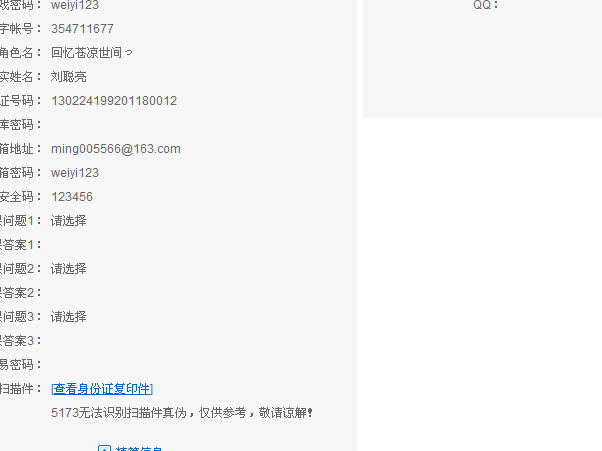 戏密码： weiyi123
QQ：
字帐号： 354711677
角色名： 回忆苍凉世间つ
实姓名： 刘聪亮
证号码： 130224199201180012
库密码：
箱地址： ming005566@163.com
箱密码： weiyi123
安全码： 123456
问题1： 请选择
答案1：
问题2： 请选择
答案2：
问题3： 请选择
答案3：
易密码：
扫描件： [查看身份证复印件]
5173无法识别扫描件真伪，仅供参考，敬请谅解！